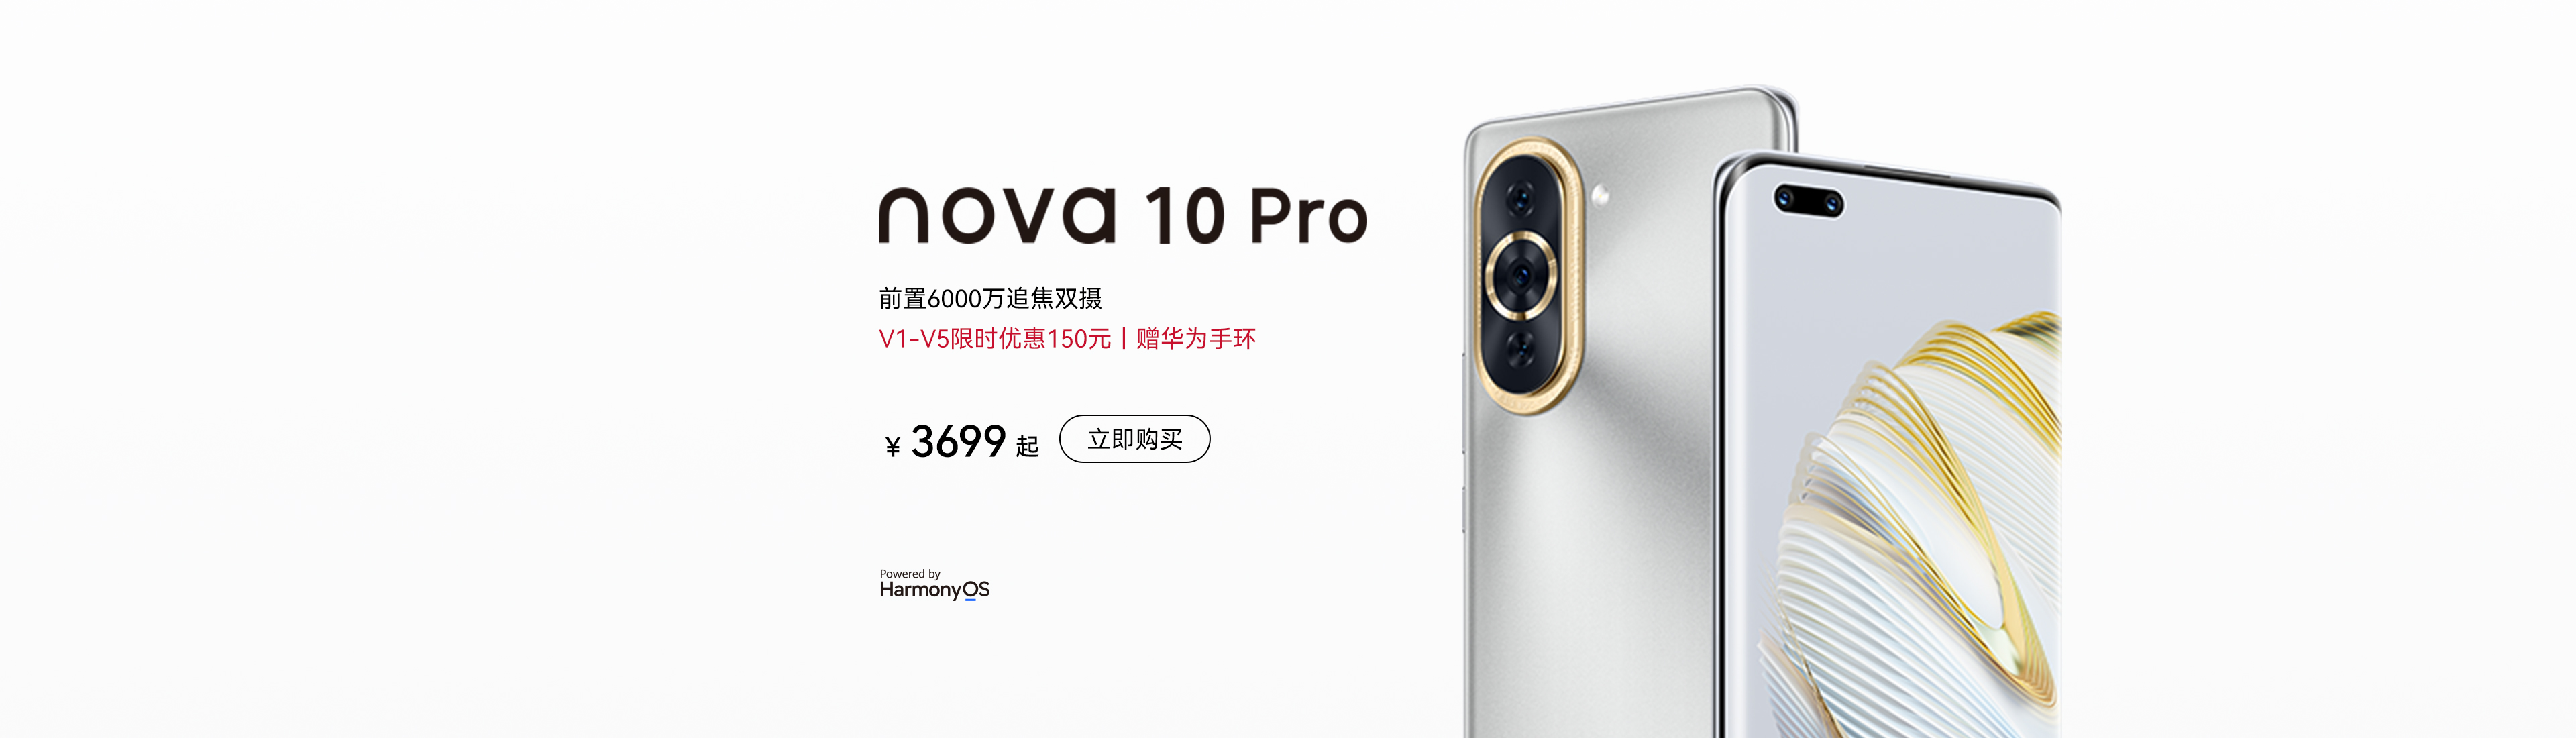 nova 10 Pro
前置6000万追焦双摄
V1-V5限时优惠150元丨赠华为手环
¥ 3699 起 立即购买
Powered by
HarmonyOS